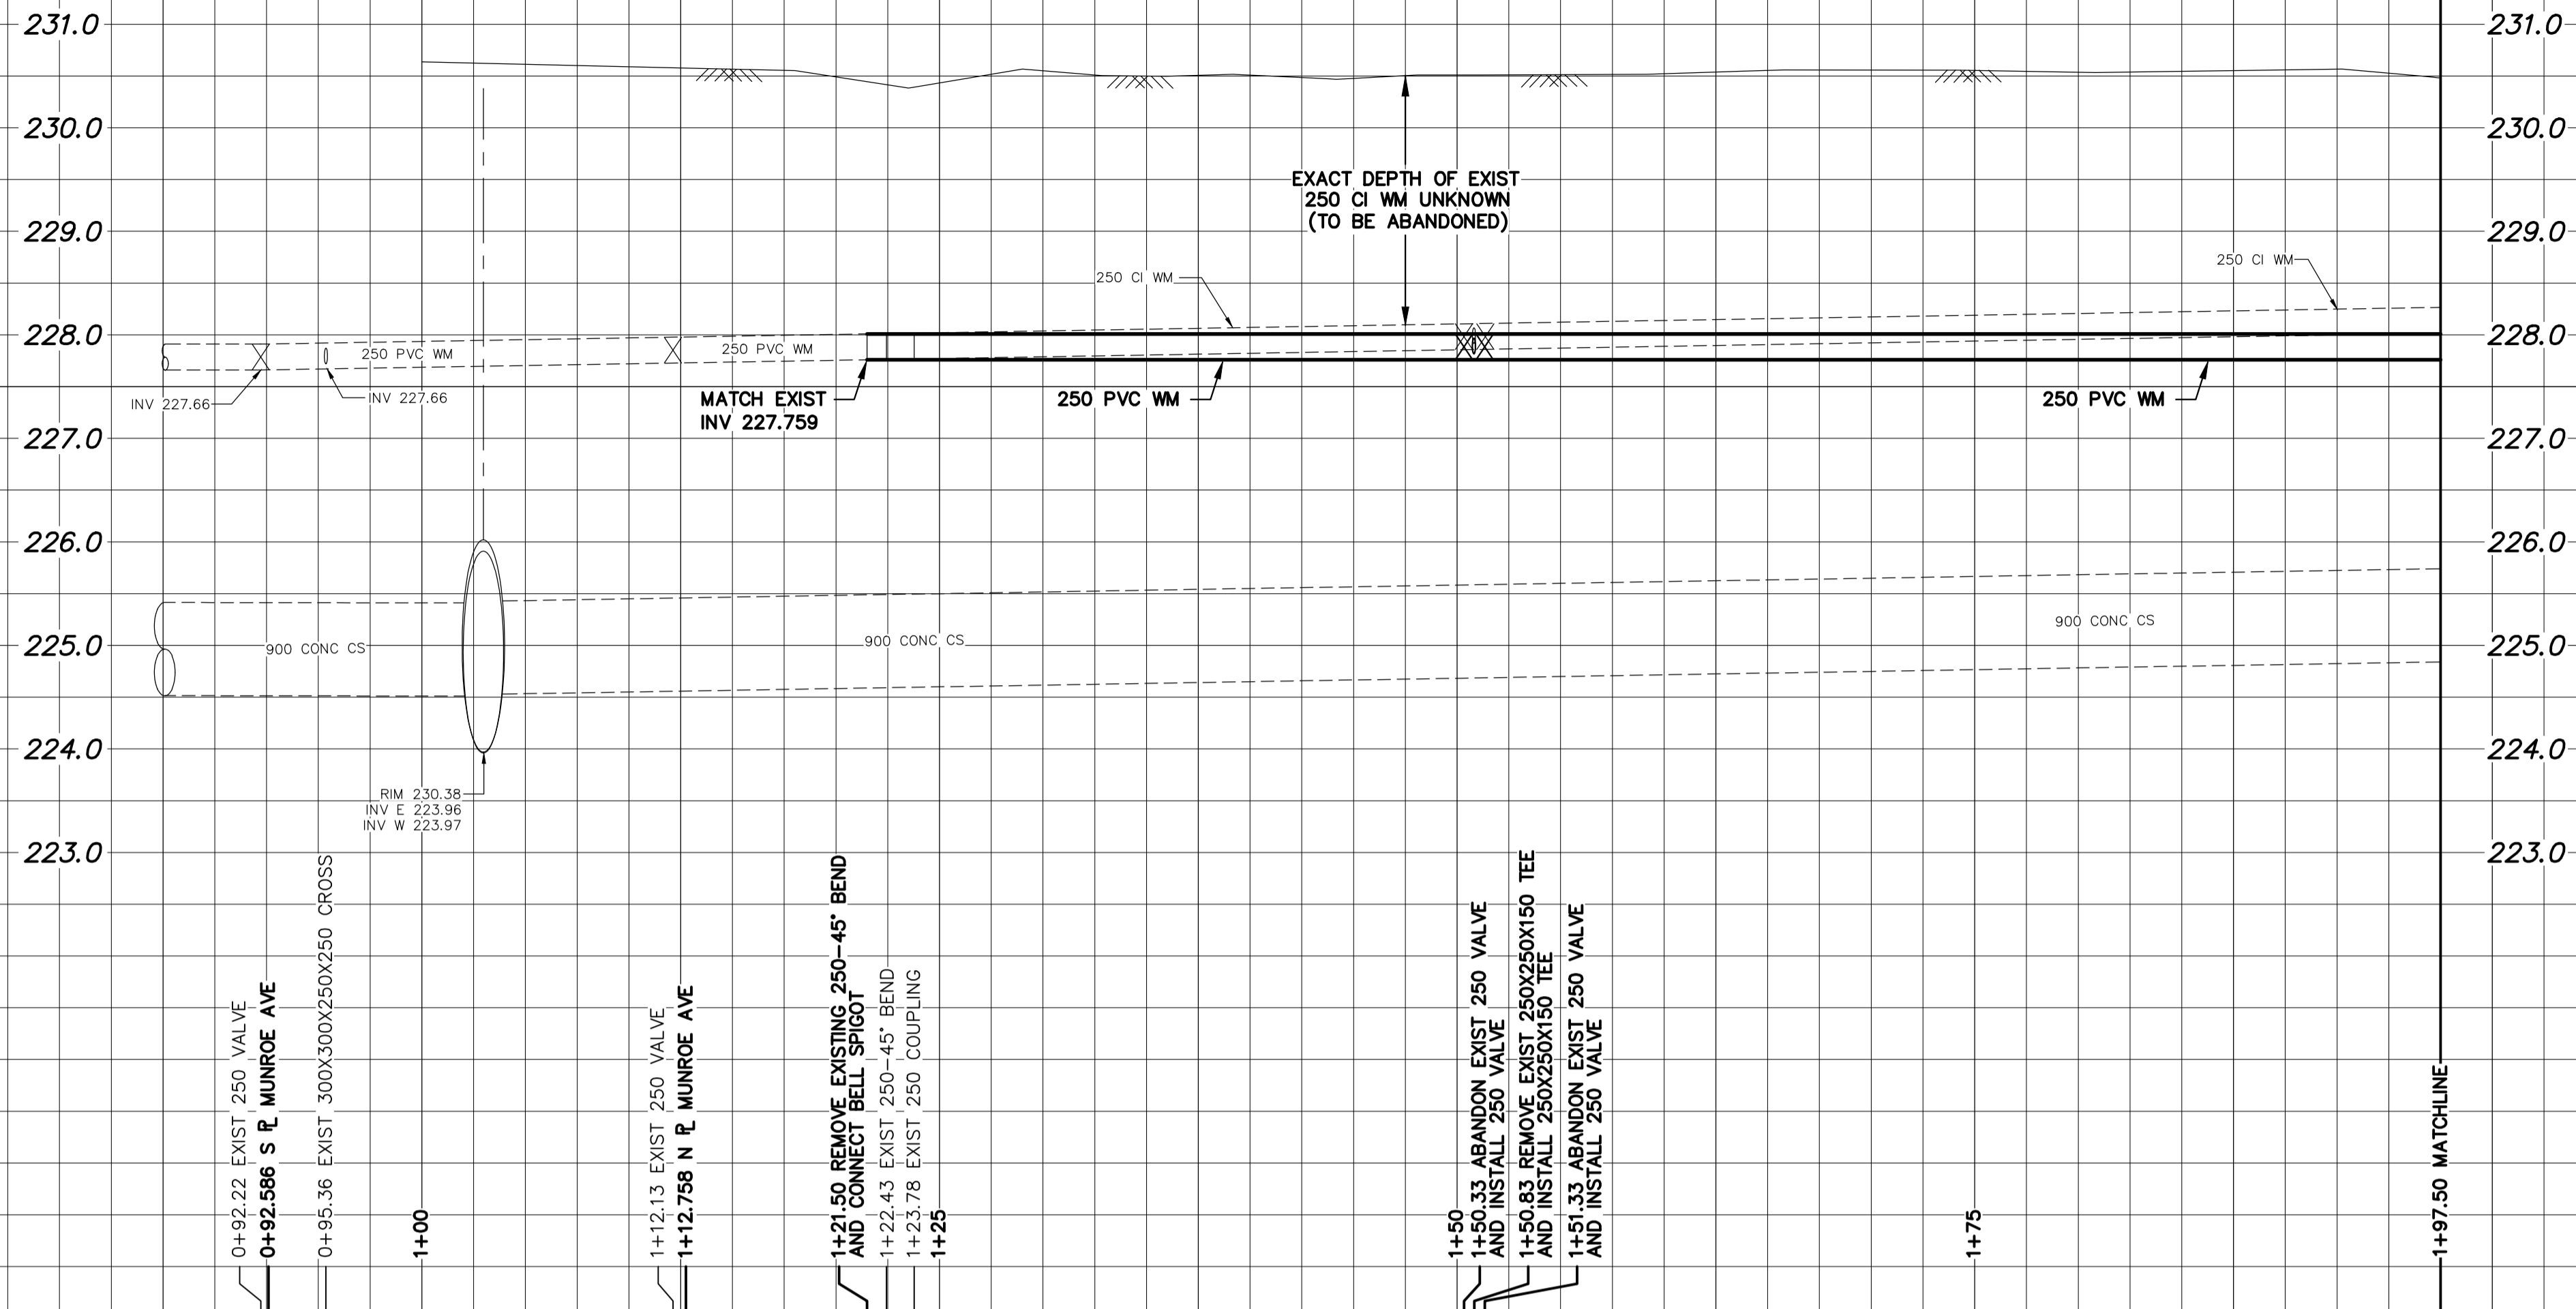 231.0
231.0
230.0
230.0
EXACT DEPTH OF EXIST
250 CI WM UNKNOWN
(TO BE ABANDONED)
229.0
229.0
250 CI WM
250 CI WM
228.0
228.0
250 PVC WM
250 PVC WM
INV 227.66
INV 227.66
MATCH EXIST
INV 227.759
250 PVC WM
250 PVC WM
227.0
227.0
226.0
226.0
225.0
225.0
900 CONC CS
900 CONC CS
900 CONC CS
224.0
224.0
RIM 230.38
INV E 223.96
INV W 223.97
223.0
223.0
0+92.22 EXIST 250 VALVE
0+92.586 S ℙL MUNROE AVE
0+95.36 EXIST 300X300X250X250 CROSS
1+00
1+12.13 EXIST 250 VALVE
1+12.758 N ℙL MUNROE AVE
1+21.50 REMOVE EXISTING 250-45° BEND
AND CONNECT BELL SPIGOT
1+22.43 EXIST 250-45° BEND
1+23.78 EXIST 250 COUPLING
1+25
1+50
1+50.33 ABANDON EXIST 250 VALVE
AND INSTALL 250 VALVE
1+50.83 REMOVE EXIST 250X250X150 TEE
AND INSTALL 250X250X150 TEE
1+51.33 ABANDON EXIST 250 VALVE
AND INSTALL 250 VALVE
1+75
1+97.50 MATCHLINE